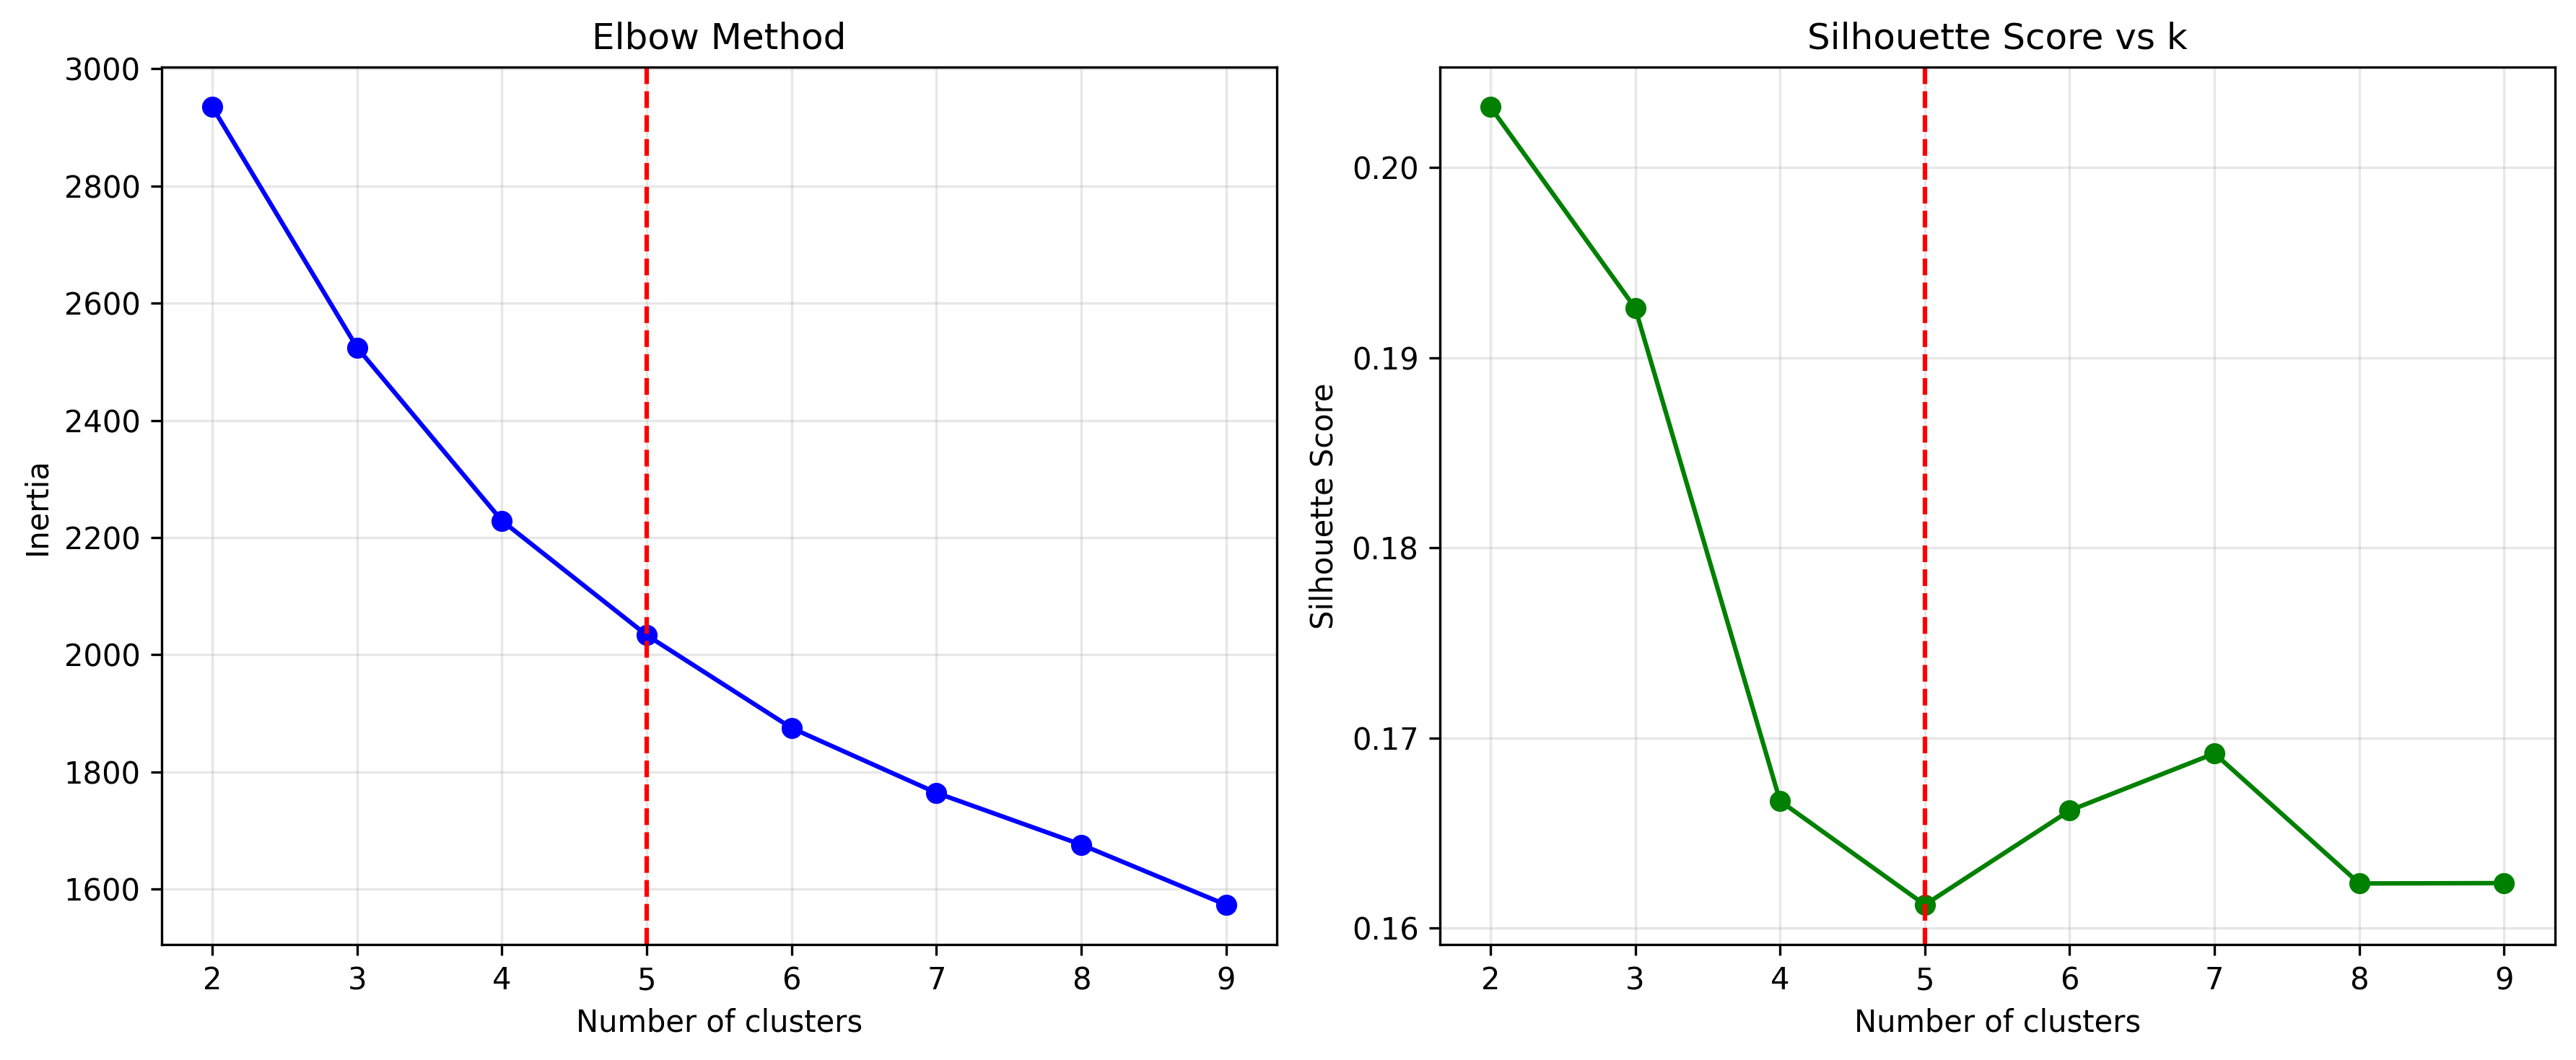 Elbow Method
3000
2800
2600
2400
2200
2000
1800
1600
Inertia
2 3 4 5 6 7 8 9
Number of clusters
Silhouette Score vs k
0.20
0.19
0.18
0.17
0.16
Silhouette Score
2 3 4 5 6 7 8 9
Number of clusters